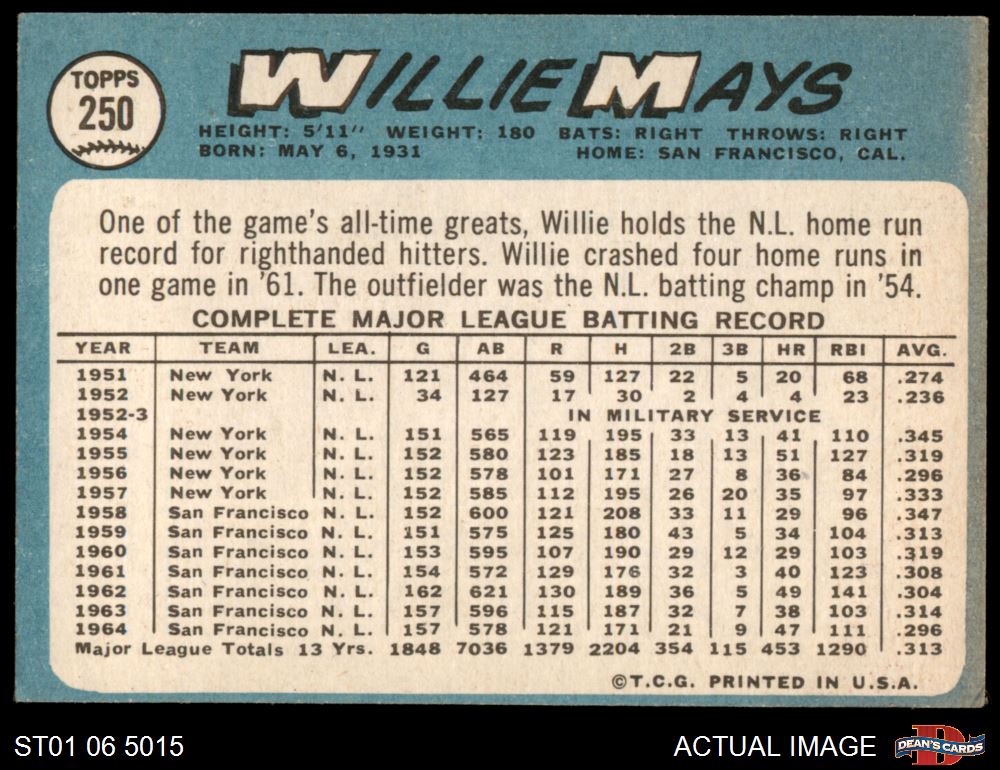 TOPPS
250
WILLIE MAYS
HEIGHT: 5'11" WEIGHT: 180 BATS: RIGHT THROWS: RIGHT
BORN: MAY 6, 1931 HOME: SAN FRANCISCO, CAL.
One of the game's all-time greats, Willie holds the N.L. home run
record for righthanded hitters. Willie crashed four home runs in
one game in '61. The outfielder was the N.L. batting champ in '54.
COMPLETE MAJOR LEAGUE BATTING RECORD
YEAR TEAM LEA. G AB R H 2B 3B HR RBI AVG.
1951 New York N. L. 121 464 59 127 22 5 20 68 .274
1952 New York N. L. 34 127 17 30 2 4 4 23 .236
1952-3 IN MILITARY SERVICE
1954 New York N. L. 151 565 119 195 33 13 41 110 .345
1955 New York N. L. 152 580 123 185 18 13 51 127 .319
1956 New York N. L. 152 578 101 171 27 8 36 84 .296
1957 New York N. L. 152 585 112 195 26 20 35 97 .333
1958 San Francisco N. L. 152 600 121 208 33 11 29 96 .347
1959 San Francisco N. L. 151 575 125 180 43 5 34 104 .313
1960 San Francisco N. L. 153 595 107 190 29 12 29 103 .319
1961 San Francisco N. L. 154 572 129 176 32 3 40 123 .308
1962 San Francisco N. L. 162 621 130 189 36 5 49 141 .304
1963 San Francisco N. L. 157 596 115 187 32 7 38 103 .314
1964 San Francisco N. L. 157 578 121 171 21 9 47 111 .296
Major League Totals 13 Yrs. 1848 7036 1379 2204 354 115 453 1290 .313
©T.C.G. PRINTED IN U.S.A.
ST01 06 5015
ACTUAL IMAGE
DEAN'S CARDS